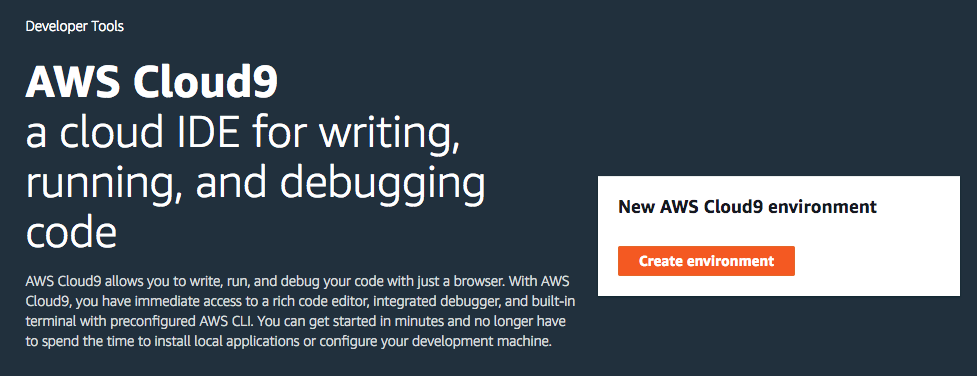 Developer Tools
AWS Cloud9
a cloud IDE for writing,
running, and debugging
code
AWS Cloud9 allows you to write, run, and debug your code with just a browser. With AWS
Cloud9, you have immediate access to a rich code editor, integrated debugger, and built-in
terminal with preconfigured AWS CLI. You can get started in minutes and no longer have
to spend the time to install local applications or configure your development machine.
New AWS Cloud9 environment
Create environment